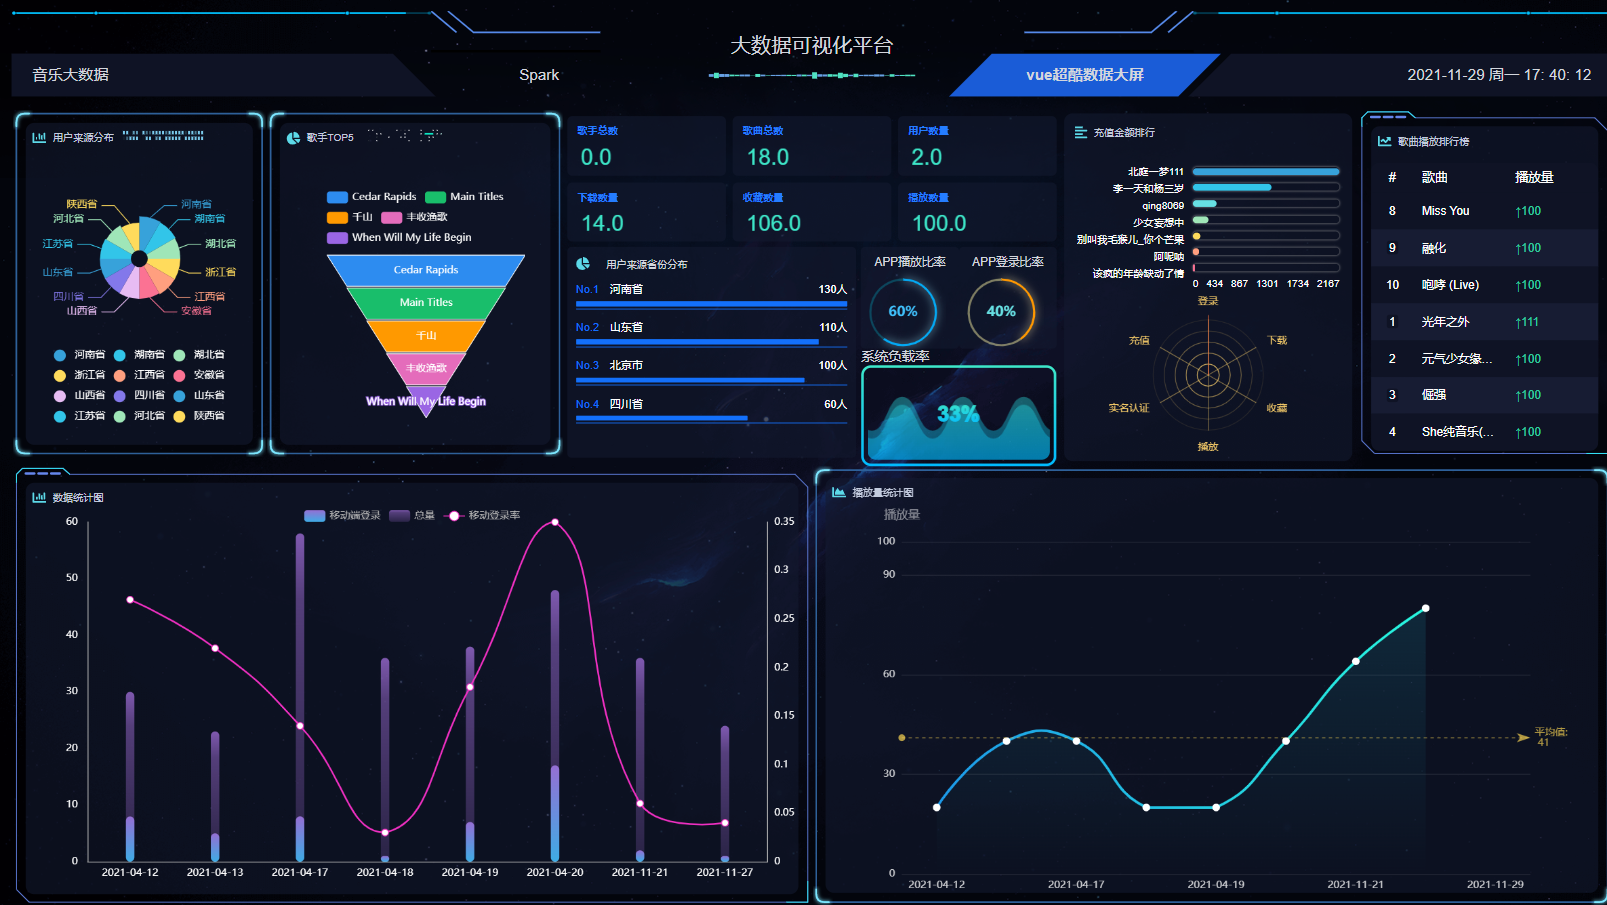 大数据可视化平台
音乐大数据
Spark
vue超酷数据大屏
2021-11-29 周一 17: 40: 12
用户来源分布
陕西省
河南省
河北省
湖南省
江苏省
湖北省
山东省
浙江省
四川省
江西省
山西省
安徽省
河南省 湖南省 湖北省
浙江省 江西省 安徽省
山西省 四川省 山东省
江苏省 河北省 陕西省
歌手TOP5
Cedar Rapids Main Titles
千山 丰收渔歌
When Will My Life Begin
Cedar Rapids
Main Titles
千山
丰收渔歌
When Will My Life Begin
歌手总数 歌曲总数 用户数量
0.0 18.0 2.0
下载数量 收藏数量 播放数量
14.0 106.0 100.0
用户来源省份分布
No.1 河南省 130人
No.2 山东省 110人
No.3 北京市 100人
No.4 四川省 60人
APP播放比率 APP登录比率
60% 40%
系统负载率
33%
充值金额排行
北庭一梦111
李一天和杨三岁
qing8069
少女妄想中
别叫我毛猴儿_你个芒果
阿呢呐
该疯的年龄缺动了情
0 434 867 1301 1734 2167
登录
充值 下载
实名认证 收藏
播放
歌曲播放排行榜
# 歌曲 播放量
8 Miss You ↑100
9 融化 ↑100
10 咆哮 (Live) ↑100
1 光年之外 ↑111
2 元气少女缘... ↑100
3 倔强 ↑100
4 She纯音乐(... ↑100
数据统计图
移动端登录 总量 移动登录率
60 0.35
50 0.3
40 0.25
30 0.2
20 0.15
10 0.1
0 0.05
0
2021-04-12 2021-04-13 2021-04-17 2021-04-18 2021-04-19 2021-04-20 2021-11-21 2021-11-27
播放量统计图
播放量
100
90
60
平均值:
41
30
0
2021-04-12 2021-04-17 2021-04-19 2021-11-21 2021-11-29